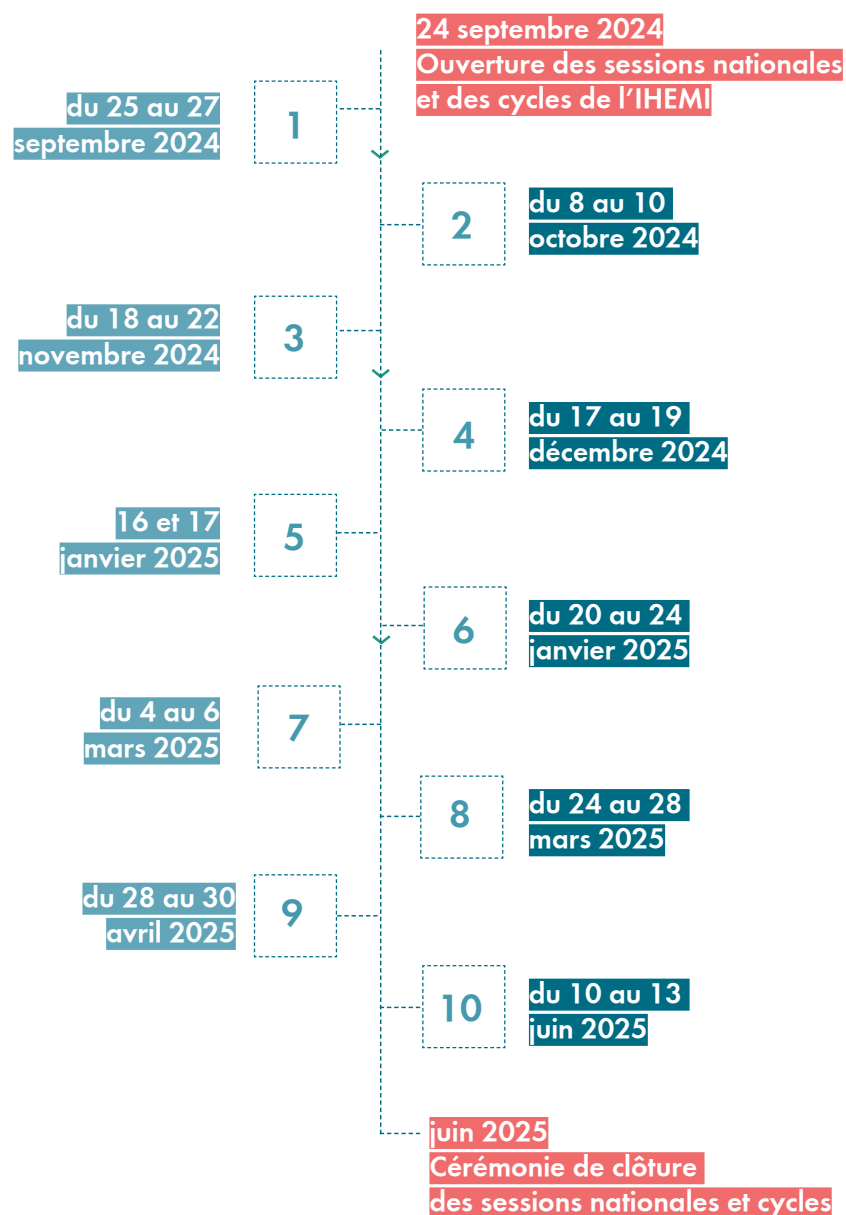 24 septembre 2024
Ouverture des sessions nationales
et des cycles de l'IHEMI
du 25 au 27
septembre 2024
1
2
du 8 au 10
octobre 2024
du 18 au 22
novembre 2024
3
4
du 17 au 19
décembre 2024
16 et 17
janvier 2025
5
6
du 20 au 24
janvier 2025
du 4 au 6
mars 2025
7
8
du 24 au 28
mars 2025
du 28 au 30
avril 2025
9
10
du 10 au 13
juin 2025
juin 2025
Cérémonie de clôture
des sessions nationales et cycles